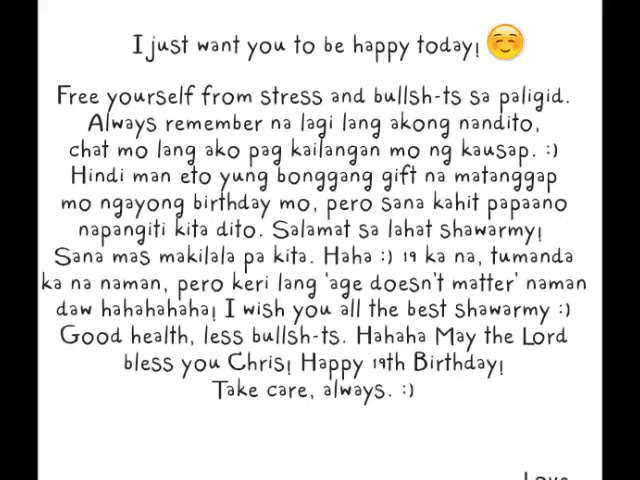 I just want you to be happy today! ☺
Free yourself from stress and bullsh-ts sa paligid.
Always remember na lagi lang akong nandito,
chat mo lang ako pag kailangan mo ng kausap. :)
Hindi man eto yung bonggang gift na matanggap
mo ngayong birthday mo, pero sana kahit papaano
napangiti kita dito. Salamat sa lahat shawarmy!
Sana mas makilala pa kita. Haha :) 19 ka na, tumanda
ka na naman, pero keri lang 'age doesn't matter' naman
daw hahahahaha! I wish you all the best shawarmy :)
Good health, less bullsh-ts. Hahaha May the Lord
bless you Chris! Happy 19th Birthday!
Take care, always. :)